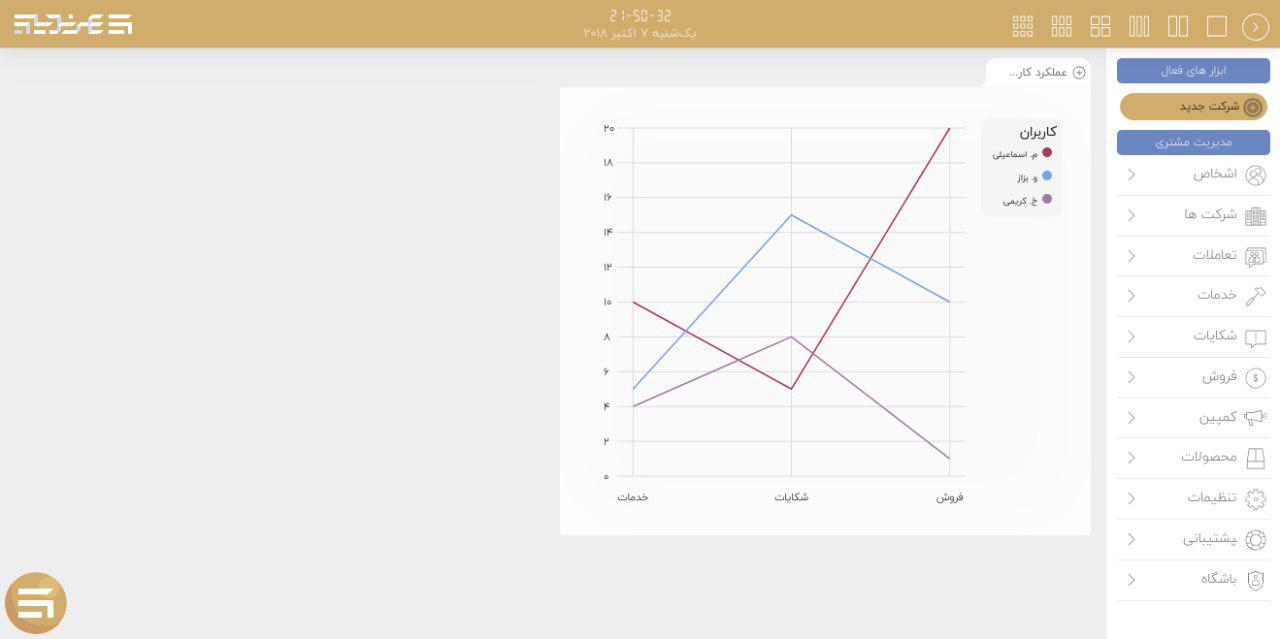 21-50-32
یک‌شنبه ۷ اکتبر ۲۰۱۸
ابزار های فعال
شرکت جدید
مدیریت مشتری
اشخاص
شرکت ها
تعاملات
خدمات
شکایات
فروش
کمپین
محصولات
تنظیمات
پشتیبانی
باشگاه
عملکرد کار...
کاربران
م. اسماعیلی
و. بزاز
خ. کریمی
۲۰
۱۸
۱۶
۱۴
۱۲
۱۰
۸
۶
۴
۲
۰
فروش
شکایات
خدمات